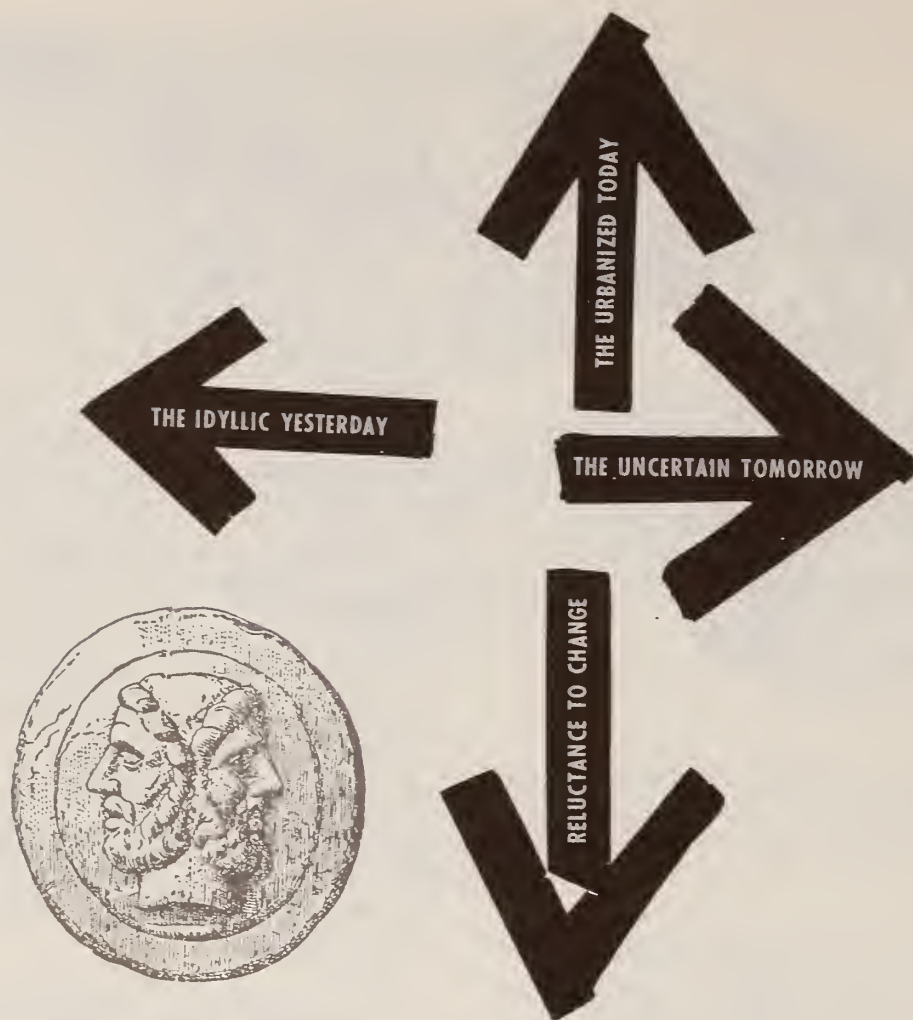 THE URBANIZED TODAY
THE IDYLLIC YESTERDAY
THE UNCERTAIN TOMORROW
RELUCTANCE TO CHANGE